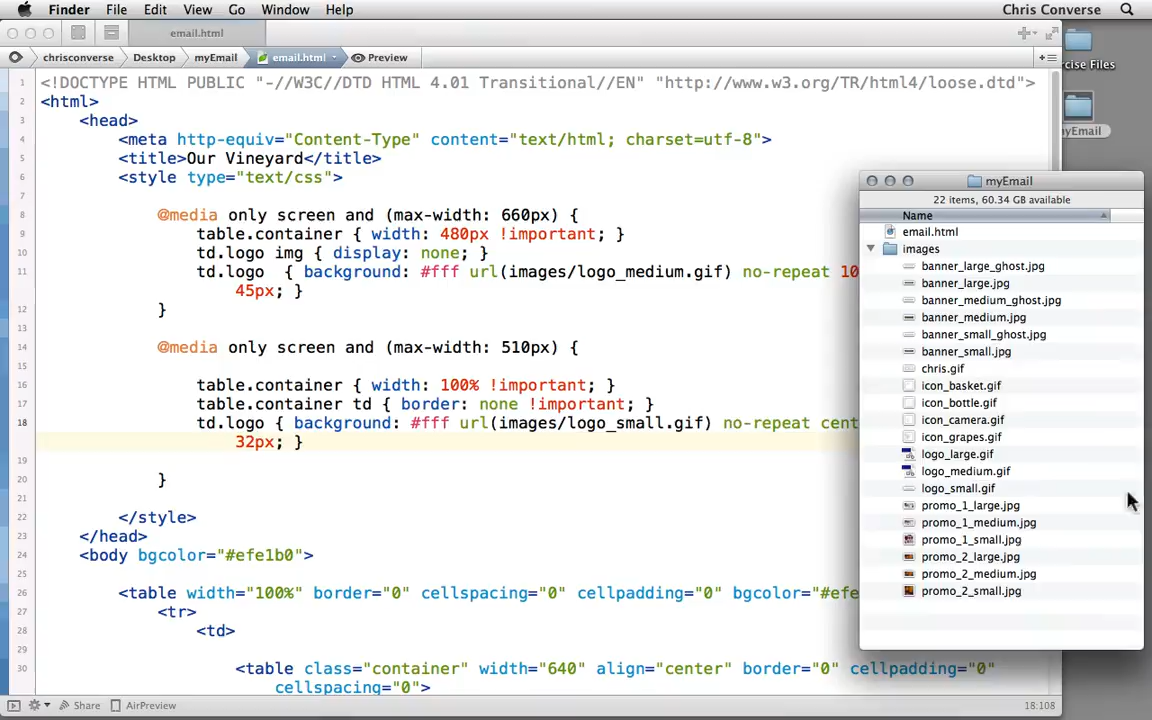 Finder File Edit View Go Window Help Chris Converse
email.html
chrisconverse Desktop myEmail email.html Preview
1 <!DOCTYPE HTML PUBLIC "-//W3C//DTD HTML 4.01 Transitional//EN" "http://www.w3.org/TR/html4/loose.dtd">
2 <html>
3 <head>
4 <meta http-equiv="Content-Type" content="text/html; charset=utf-8">
5 <title>Our Vineyard</title>
6 <style type="text/css">
7
8 @media only screen and (max-width: 660px) {
9 table.container { width: 480px !important; }
10 td.logo img { display: none; }
11 td.logo { background: #fff url(images/logo_medium.gif) no-repeat 10
45px; }
12 }
13
14 @media only screen and (max-width: 510px) {
15
16 table.container { width: 100% !important; }
17 table.container td { border: none !important; }
18 td.logo { background: #fff url(images/logo_small.gif) no-repeat cent
32px; }
19
20 }
21
22 </style>
23 </head>
24 <body bgcolor="#efe1b0">
25
26 <table width="100%" border="0" cellspacing="0" cellpadding="0" bgcolor="#efe
27 <tr>
28 <td>
29
30 <table class="container" width="640" align="center" border="0" cellpadding="0"
cellspacing="0">
Share AirPreview 18:108
rcise Files
yEmail
myEmail
22 items, 60.34 GB available
Name
email.html
images
banner_large_ghost.jpg
banner_large.jpg
banner_medium_ghost.jpg
banner_medium.jpg
banner_small_ghost.jpg
banner_small.jpg
chris.gif
icon_basket.gif
icon_bottle.gif
icon_camera.gif
icon_grapes.gif
logo_large.gif
logo_medium.gif
logo_small.gif
promo_1_large.jpg
promo_1_medium.jpg
promo_1_small.jpg
promo_2_large.jpg
promo_2_medium.jpg
promo_2_small.jpg